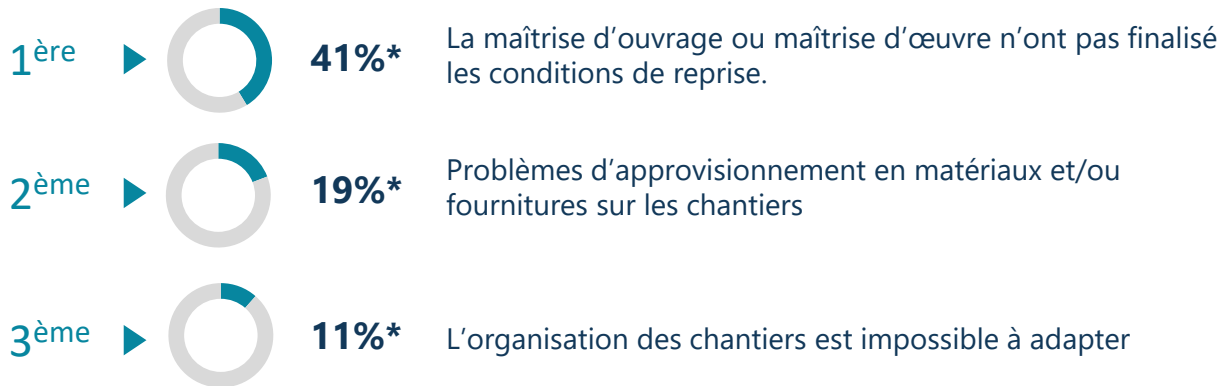 1ère
41%*
La maîtrise d’ouvrage ou maîtrise d’œuvre n’ont pas finalisé
les conditions de reprise.
2ème
19%*
Problèmes d’approvisionnement en matériaux et/ou
fournitures sur les chantiers
3ème
11%*
L’organisation des chantiers est impossible à adapter